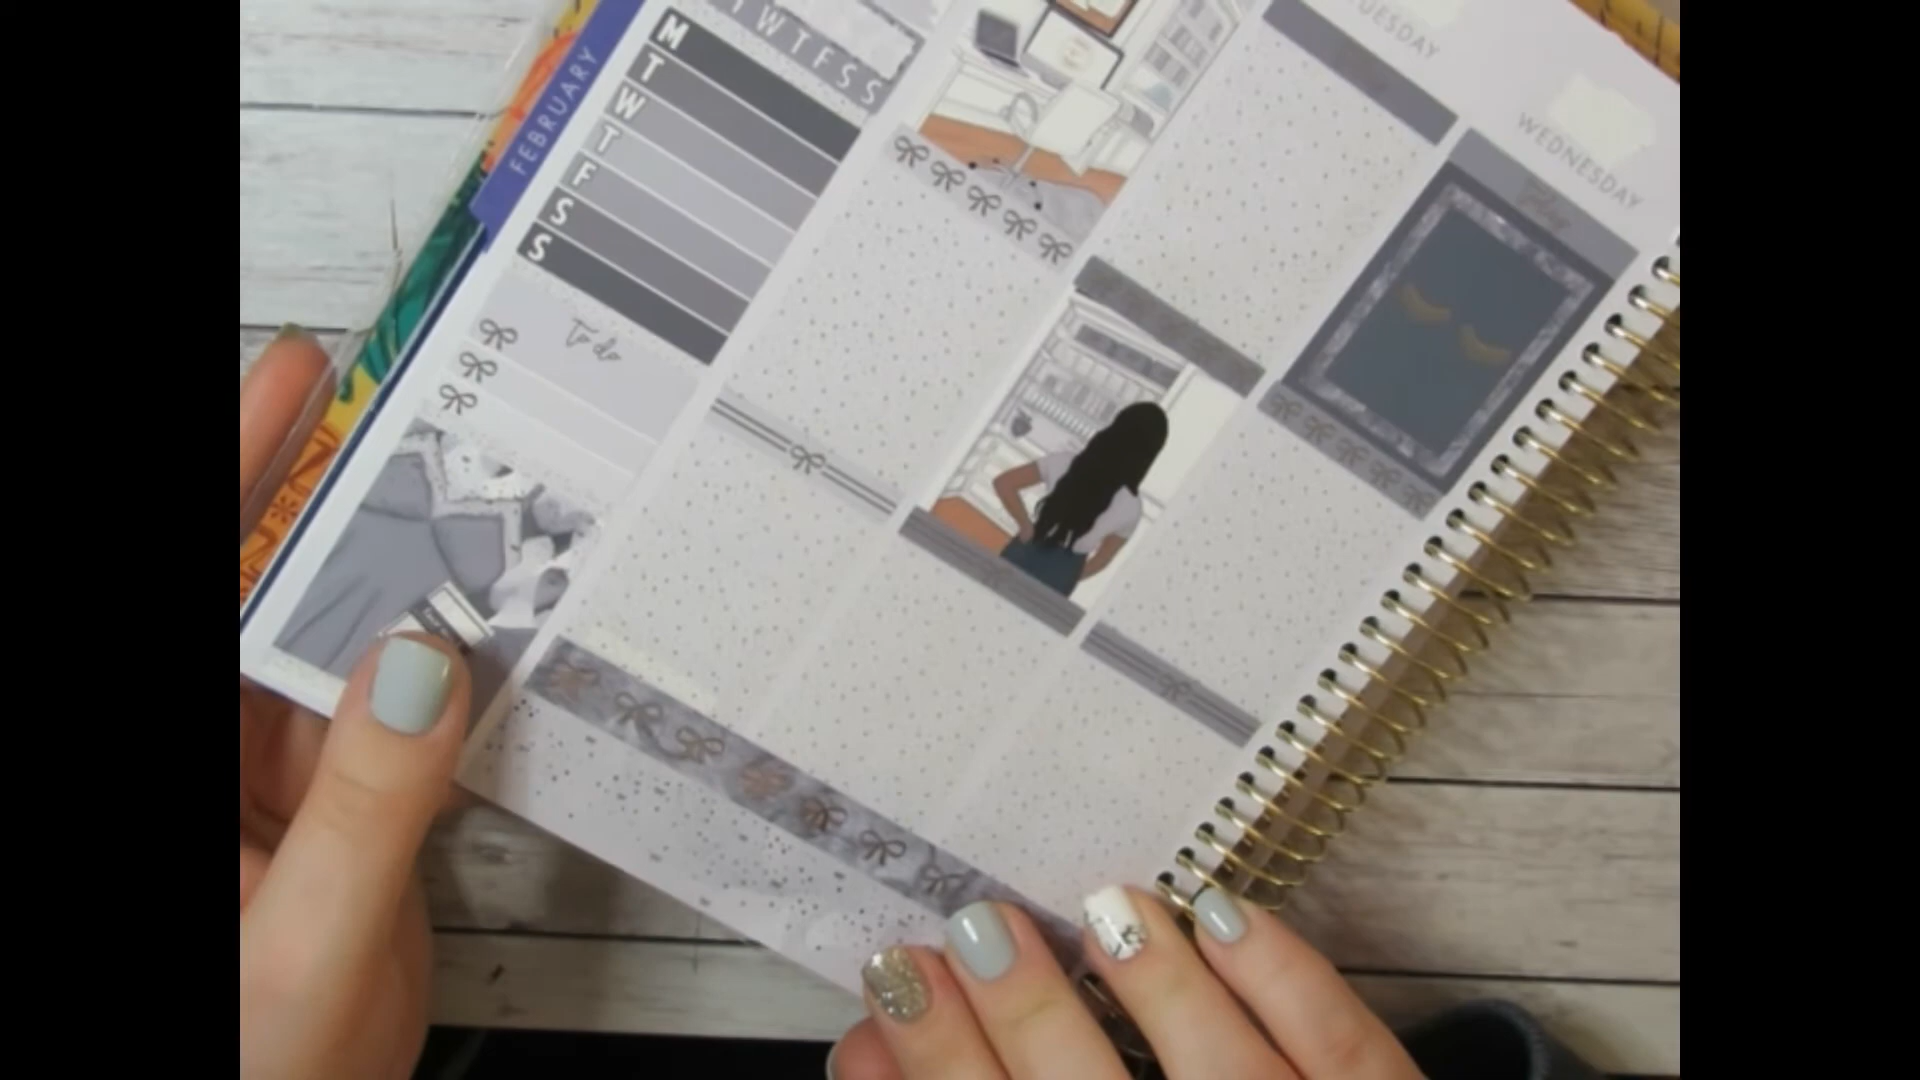 FEBRUARY
T W T F S S
M
T
W
T
F
S
S
To do
TUESDAY
WEDNESDAY